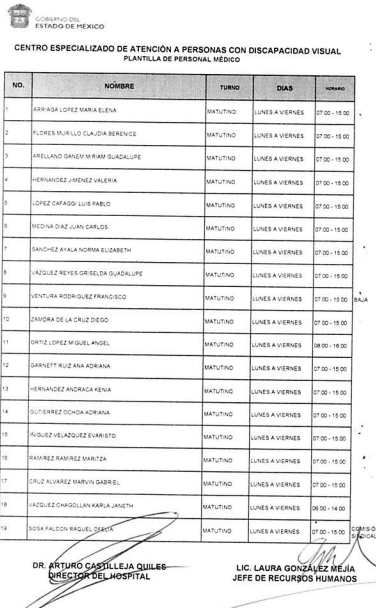 GOBIERNO DEL
ESTADO DE MÉXICO
CENTRO ESPECIALIZADO DE ATENCIÓN A PERSONAS CON DISCAPACIDAD VISUAL
PLANTILLA DE PERSONAL MÉDICO
NO. NOMBRE TURNO DIAS HORARIO
1 ARRIAGA LOPEZ MARIA ELENA MATUTINO LUNES A VIERNES 07:00 - 15:00
2 FLORES MURILLO CLAUDIA BERENICE MATUTINO LUNES A VIERNES 07:00 - 15:00
3 ARELLANO GANEM MIRIAM GUADALUPE MATUTINO LUNES A VIERNES 07:00 - 15:00
4 HERNANDEZ JIMENEZ VALERIA MATUTINO LUNES A VIERNES 07:00 - 15:00
5 LOPEZ CAFAGGI LUIS PABLO MATUTINO LUNES A VIERNES 07:00 - 15:00
6 MEDINA DIAZ JUAN CARLOS MATUTINO LUNES A VIERNES 07:00 - 15:00
7 SANCHEZ AYALA NORMA ELIZABETH MATUTINO LUNES A VIERNES 07:00 - 15:00
8 VAZQUEZ REYES GRISELDA GUADALUPE MATUTINO LUNES A VIERNES 07:00 - 15:00
9 VENTURA RODRIGUEZ FRANCISCO MATUTINO LUNES A VIERNES 07:00 - 15:00 BAJA
10 ZAMORA DE LA CRUZ DIEGO MATUTINO LUNES A VIERNES 07:00 - 15:00
11 ORTIZ LOPEZ MIGUEL ANGEL MATUTINO LUNES A VIERNES 08:00 - 16:00
12 GARNETT RUIZ ANA ADRIANA MATUTINO LUNES A VIERNES 07:00 - 15:00
13 HERNANDEZ ANDRACA KENIA MATUTINO LUNES A VIERNES 07:00 - 15:00
14 GUTIERREZ OCHOA ADRIANA MATUTINO LUNES A VIERNES 07:00 - 15:00
15 IÑIGUEZ VELAZQUEZ EVARISTO MATUTINO LUNES A VIERNES 07:00 - 15:00
16 RAMIREZ RAMIREZ MARITZA MATUTINO LUNES A VIERNES 07:00 - 15:00
17 CRUZ ALVAREZ MARVIN GABRIEL MATUTINO LUNES A VIERNES 07:00 - 15:00
18 VAZQUEZ CHAGOLLAN KARLA JANETH MATUTINO LUNES A VIERNES 06:00 - 14:00
19 SOSA FALCON RAQUEL OFELIA MATUTINO LUNES A VIERNES 07:00 - 15:00 COMISIO
SINDICAL
DR. ARTURO CASTILLEJA QUILES
DIRECTOR DEL HOSPITAL
LIC. LAURA GONZÁLEZ MEJÍA
JEFE DE RECURSOS HUMANOS